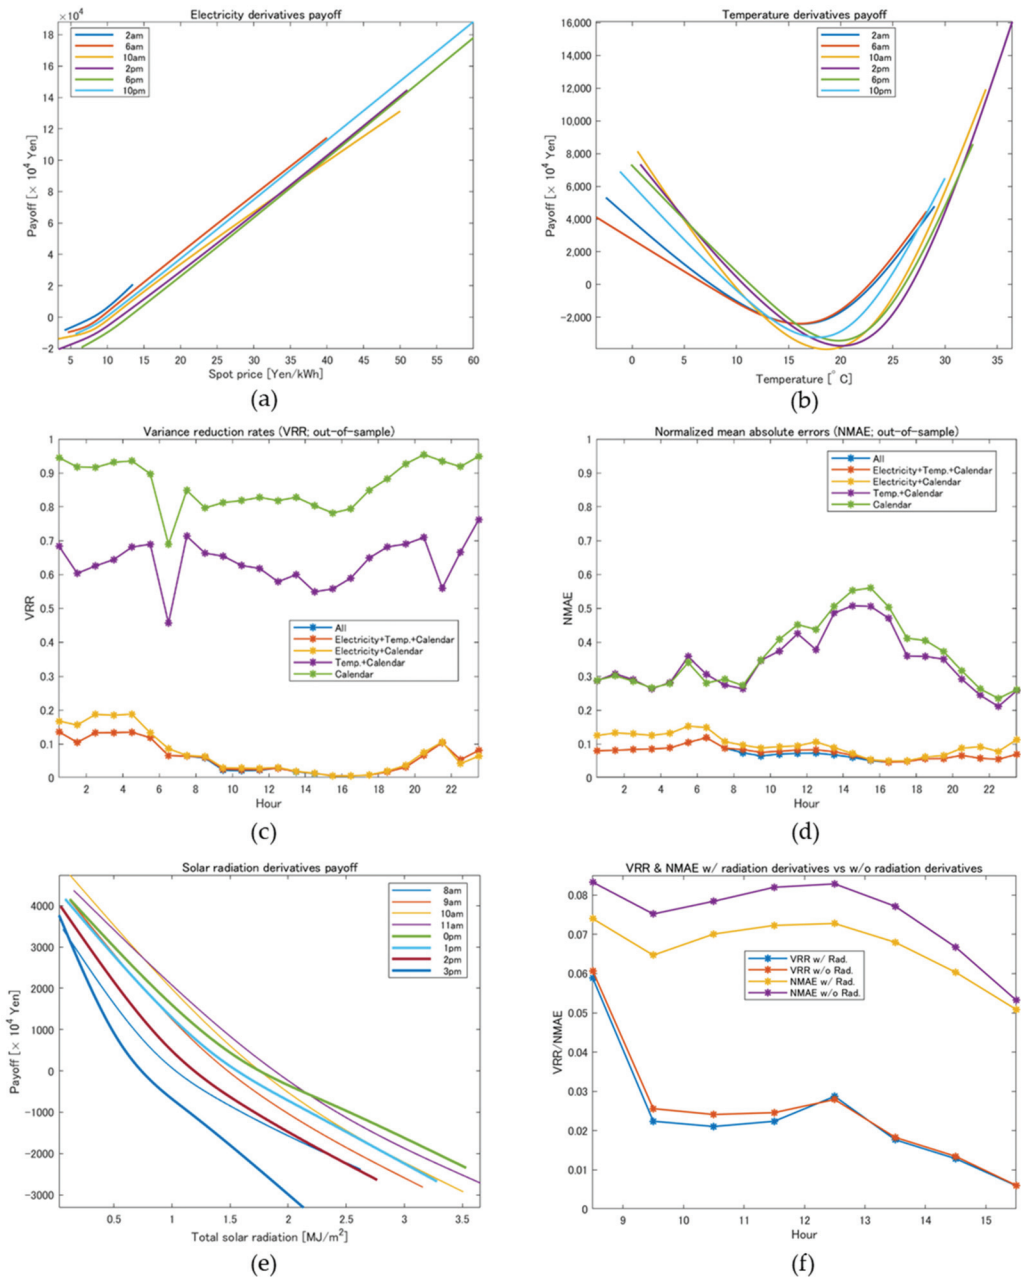 Electricity derivatives payoff
×10⁴
18
16
14
12
10
8
6
4
2
0
-2
Payoff [× 10⁴ Yen]
2am
6am
10am
2pm
6pm
10pm
5 10 15 20 25 30 35 40 45 50 55 60
Spot price [Yen/kWh]
(a)
Temperature derivatives payoff
16,000
14,000
12,000
10,000
8,000
6,000
4,000
2,000
0
-2,000
Payoff [× 10⁴ Yen]
2am
6am
10am
2pm
6pm
10pm
0 5 10 15 20 25 30 35
Temperature [°C]
(b)
Variance reduction rates (VRR; out-of-sample)
1
0.9
0.8
0.7
0.6
0.5
0.4
0.3
0.2
0.1
0
VRR
All
Electricity+Temp.+Calendar
Electricity+Calendar
Temp.+Calendar
Calendar
2 4 6 8 10 12 14 16 18 20 22
Hour
(c)
Normalized mean absolute errors (NMAE; out-of-sample)
1
0.9
0.8
0.7
0.6
0.5
0.4
0.3
0.2
0.1
0
NMAE
All
Electricity+Temp.+Calendar
Electricity+Calendar
Temp.+Calendar
Calendar
2 4 6 8 10 12 14 16 18 20 22
Hour
(d)
Solar radiation derivatives payoff
4000
3000
2000
1000
0
-1000
-2000
-3000
Payoff [× 10⁴ Yen]
8am
9am
10am
11am
0pm
1pm
2pm
3pm
0.5 1 1.5 2 2.5 3 3.5
Total solar radiation [MJ/m²]
(e)
VRR & NMAE w/ radiation derivatives vs w/o radiation derivatives
0.08
0.07
0.06
0.05
0.04
0.03
0.02
0.01
0
VRR/NMAE
VRR w/ Rad.
VRR w/o Rad.
NMAE w/ Rad.
NMAE w/o Rad.
9 10 11 12 13 14 15
Hour
(f)